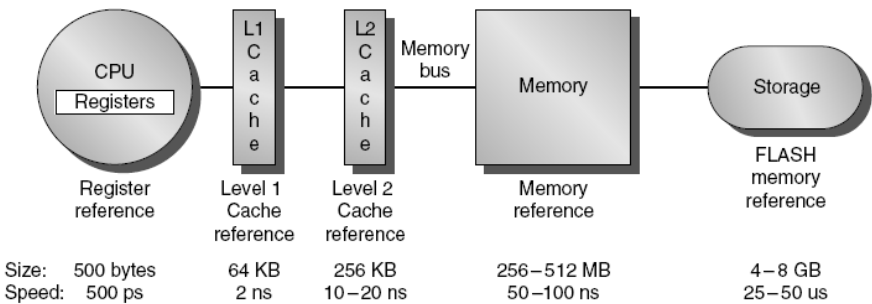 CPU
Registers
L1
C
a
c
h
e
L2
C
a
c
h
e
Memory
bus
Memory
Storage
Register
reference
Level 1
Cache
reference
Level 2
Cache
reference
Memory
reference
FLASH
memory
reference
Size: 500 bytes 64 KB 256 KB 256–512 MB 4–8 GB
Speed: 500 ps 2 ns 10–20 ns 50–100 ns 25–50 us